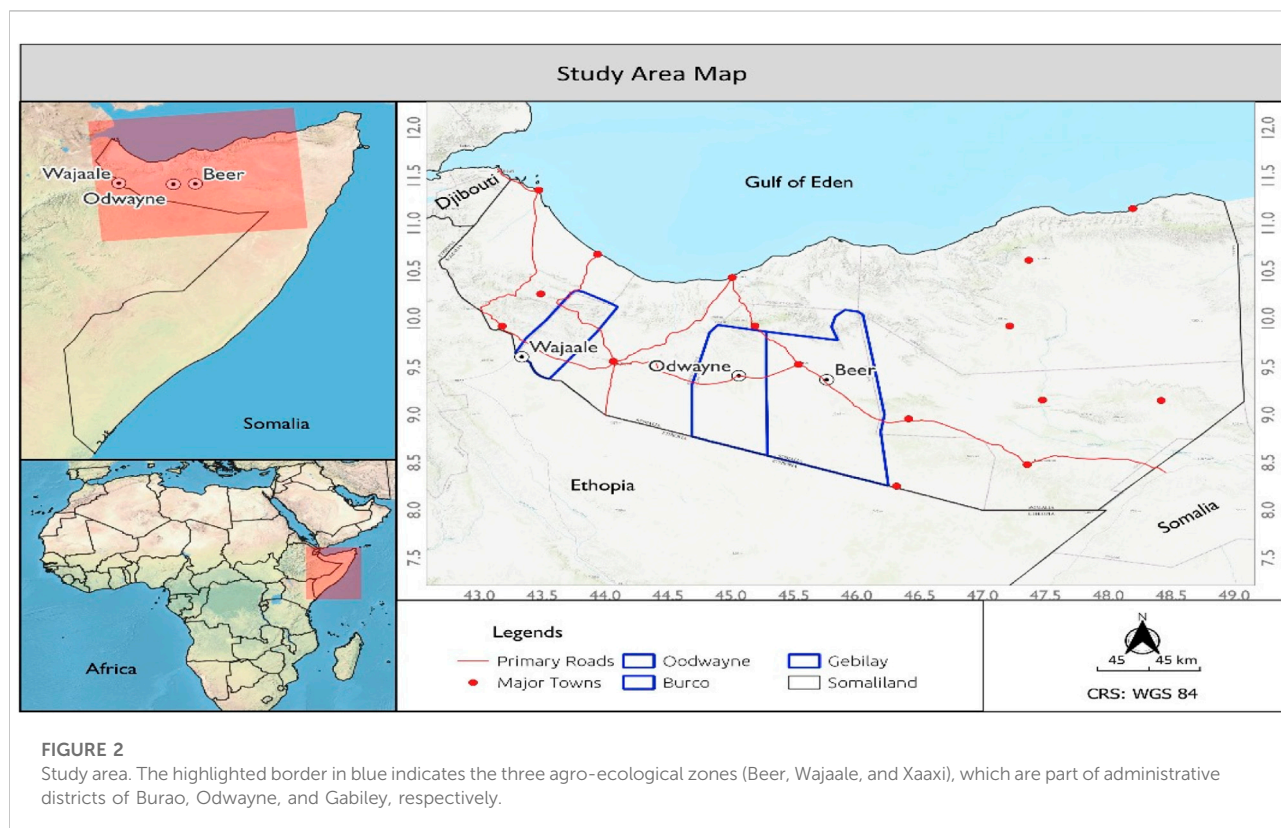 Study Area Map
Wajaale
Odwayne
Beer
Somalia
Africa
12.0
11.5
11.0
10.5
10.0
9.5
9.0
8.5
8.0
7.5
Djibouti
Gulf of Eden
Wajaale
Odwayne
Beer
Ethopia
Somalia
43.0 43.5 44.0 44.5 45.0 45.5 46.0 46.5 47.0 47.5 48.0 48.5 49.0
Legends
Primary Roads Oodwayne Gebilay
Major Towns Burco Somaliland
N
45 45 km
CRS: WGS 84
FIGURE 2
Study area. The highlighted border in blue indicates the three agro-ecological zones (Beer, Wajaale, and Xaaxi), which are part of administrative
districts of Burao, Odwayne, and Gabiley, respectively.